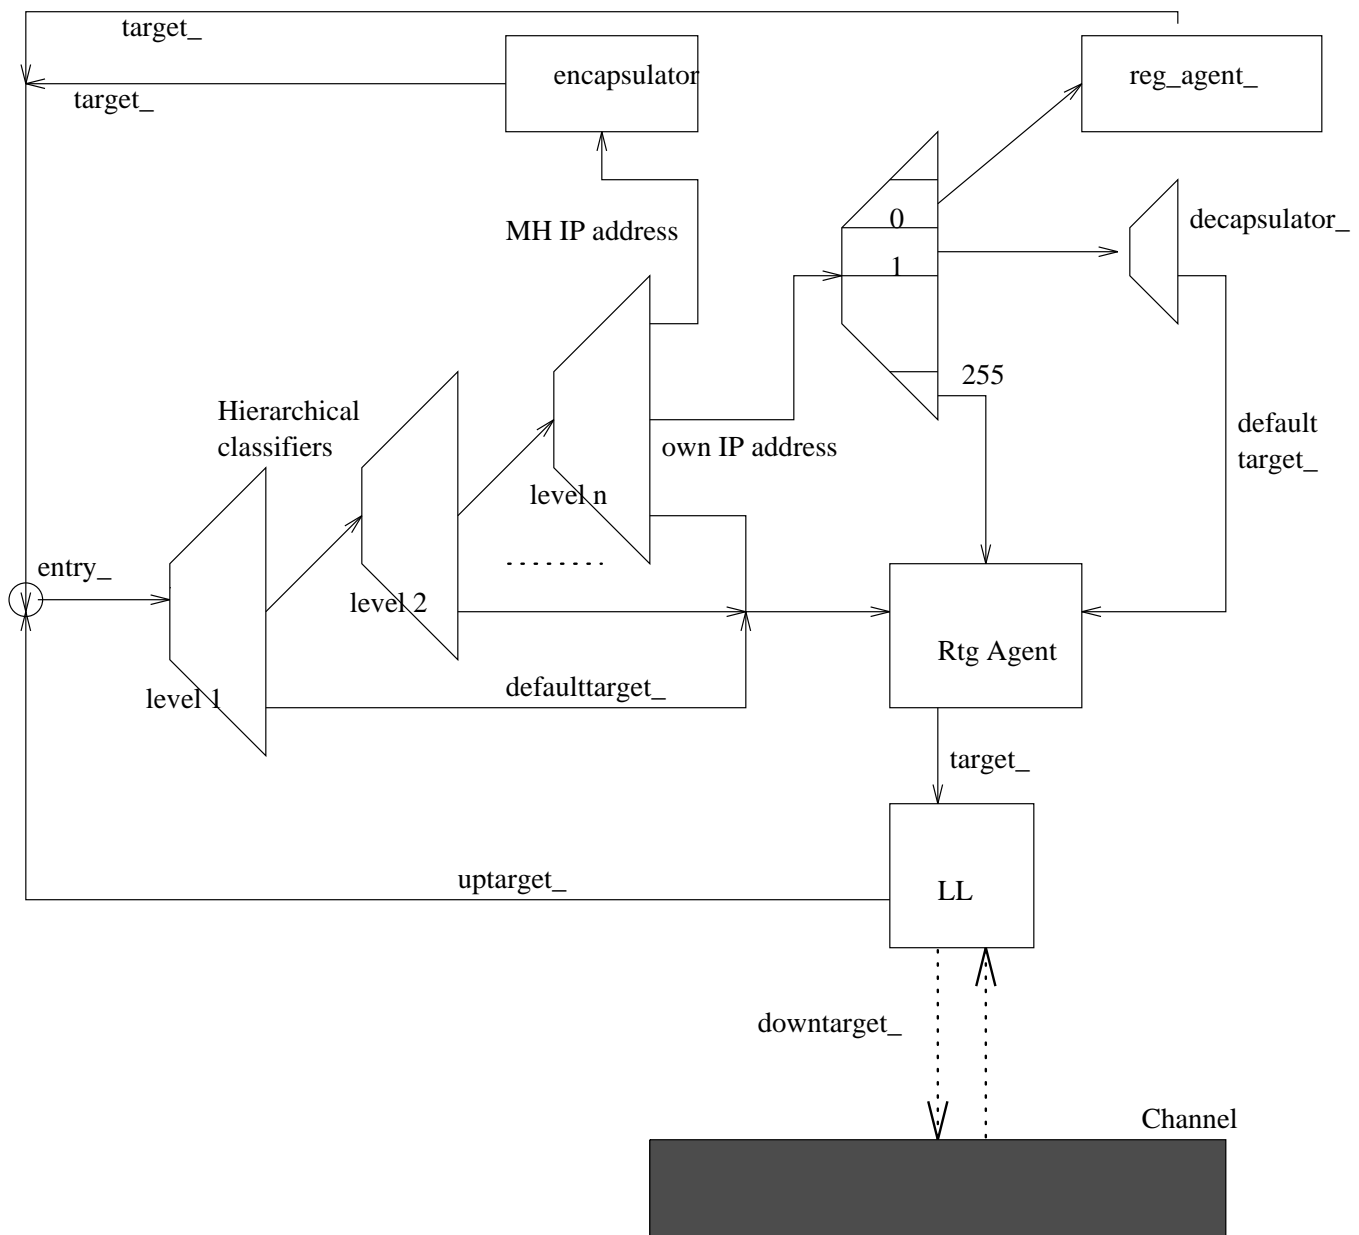 target_
encapsulator
reg_agent_
target_
MH IP address
0
decapsulator_
1
255
Hierarchical
classifiers
own IP address
default
target_
level n
entry_
level 2
Rtg Agent
defaulttarget_
level 1
target_
uptarget_
LL
downtarget_
Channel